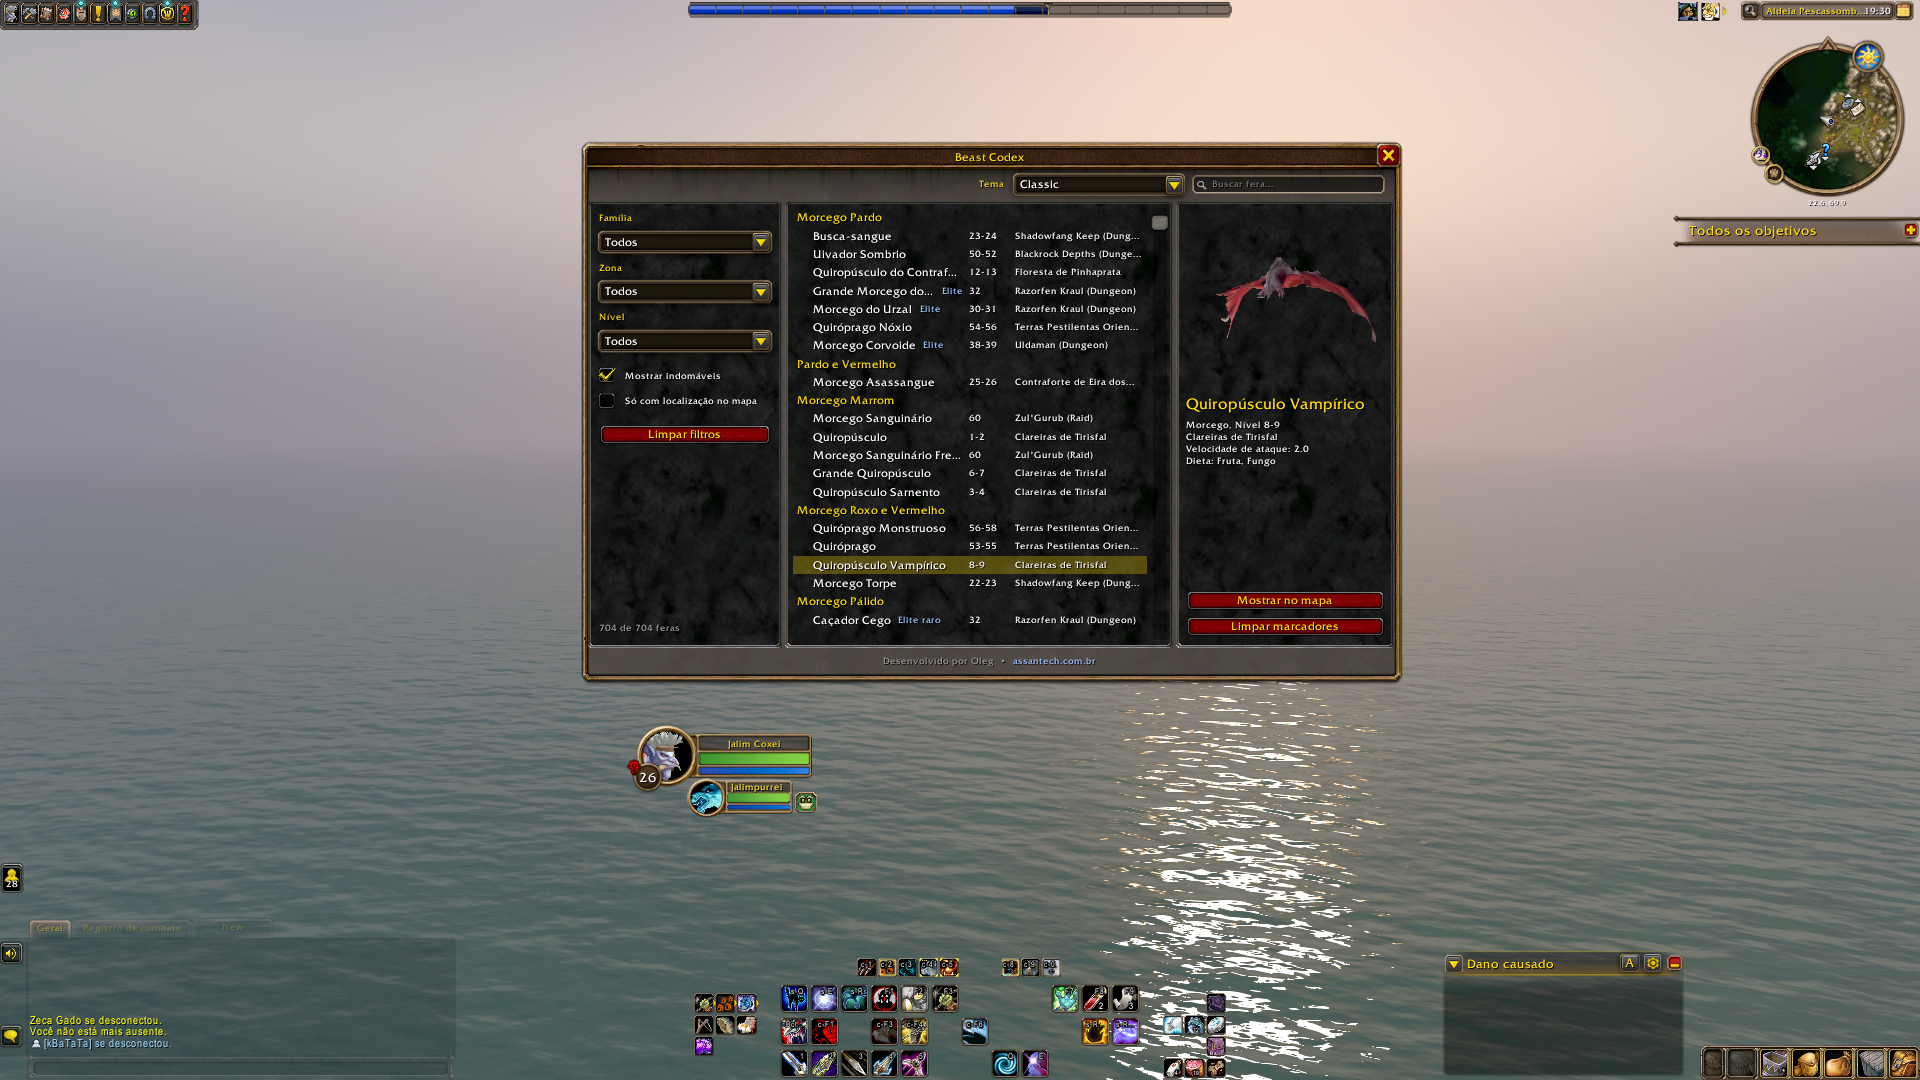 Aldeia Pescassomb... 19:30
22.6, 69.9
Todos os objetivos
Beast Codex
Tema
Classic
Buscar fera...
Família
Todos
Zona
Todos
Nível
Todos
Mostrar indomáveis
Só com localização no mapa
Limpar filtros
704 de 704 feras
Morcego Pardo
Busca-sangue 23-24 Shadowfang Keep (Dung...
Uivador Sombrio 50-52 Blackrock Depths (Dunge...
Quiropúsculo do Contraf... 12-13 Floresta de Pinhaprata
Grande Morcego do... Elite 32 Razorfen Kraul (Dungeon)
Morcego do Urzal Elite 30-31 Razorfen Kraul (Dungeon)
Quiróprago Nóxio 54-56 Terras Pestilentas Orien...
Morcego Corvoide Elite 38-39 Uldaman (Dungeon)
Pardo e Vermelho
Morcego Asassangue 25-26 Contraforte de Eira dos...
Morcego Marrom
Morcego Sanguinário 60 Zul'Gurub (Raid)
Quiropúsculo 1-2 Clareiras de Tirisfal
Morcego Sanguinário Fre... 60 Zul'Gurub (Raid)
Grande Quiropúsculo 6-7 Clareiras de Tirisfal
Quiropúsculo Sarnento 3-4 Clareiras de Tirisfal
Morcego Roxo e Vermelho
Quiróprago Monstruoso 56-58 Terras Pestilentas Orien...
Quiróprago 53-55 Terras Pestilentas Orien...
Quiropúsculo Vampírico 8-9 Clareiras de Tirisfal
Morcego Torpe 22-23 Shadowfang Keep (Dung...
Morcego Pálido
Caçador Cego Elite raro 32 Razorfen Kraul (Dungeon)
Quiropúsculo Vampírico
Morcego, Nível 8-9
Clareiras de Tirisfal
Velocidade de ataque: 2.0
Dieta: Fruta, Fungo
Mostrar no mapa
Limpar marcadores
Desenvolvido por Oleg • assantech.com.br
Jalim Coxei
26
Jalimpurrei
28
Geral
Registro de combate
New
Zeca Gado se desconectou.
Você não está mais ausente.
[kBaTaTa] se desconectou.
Dano causado
A